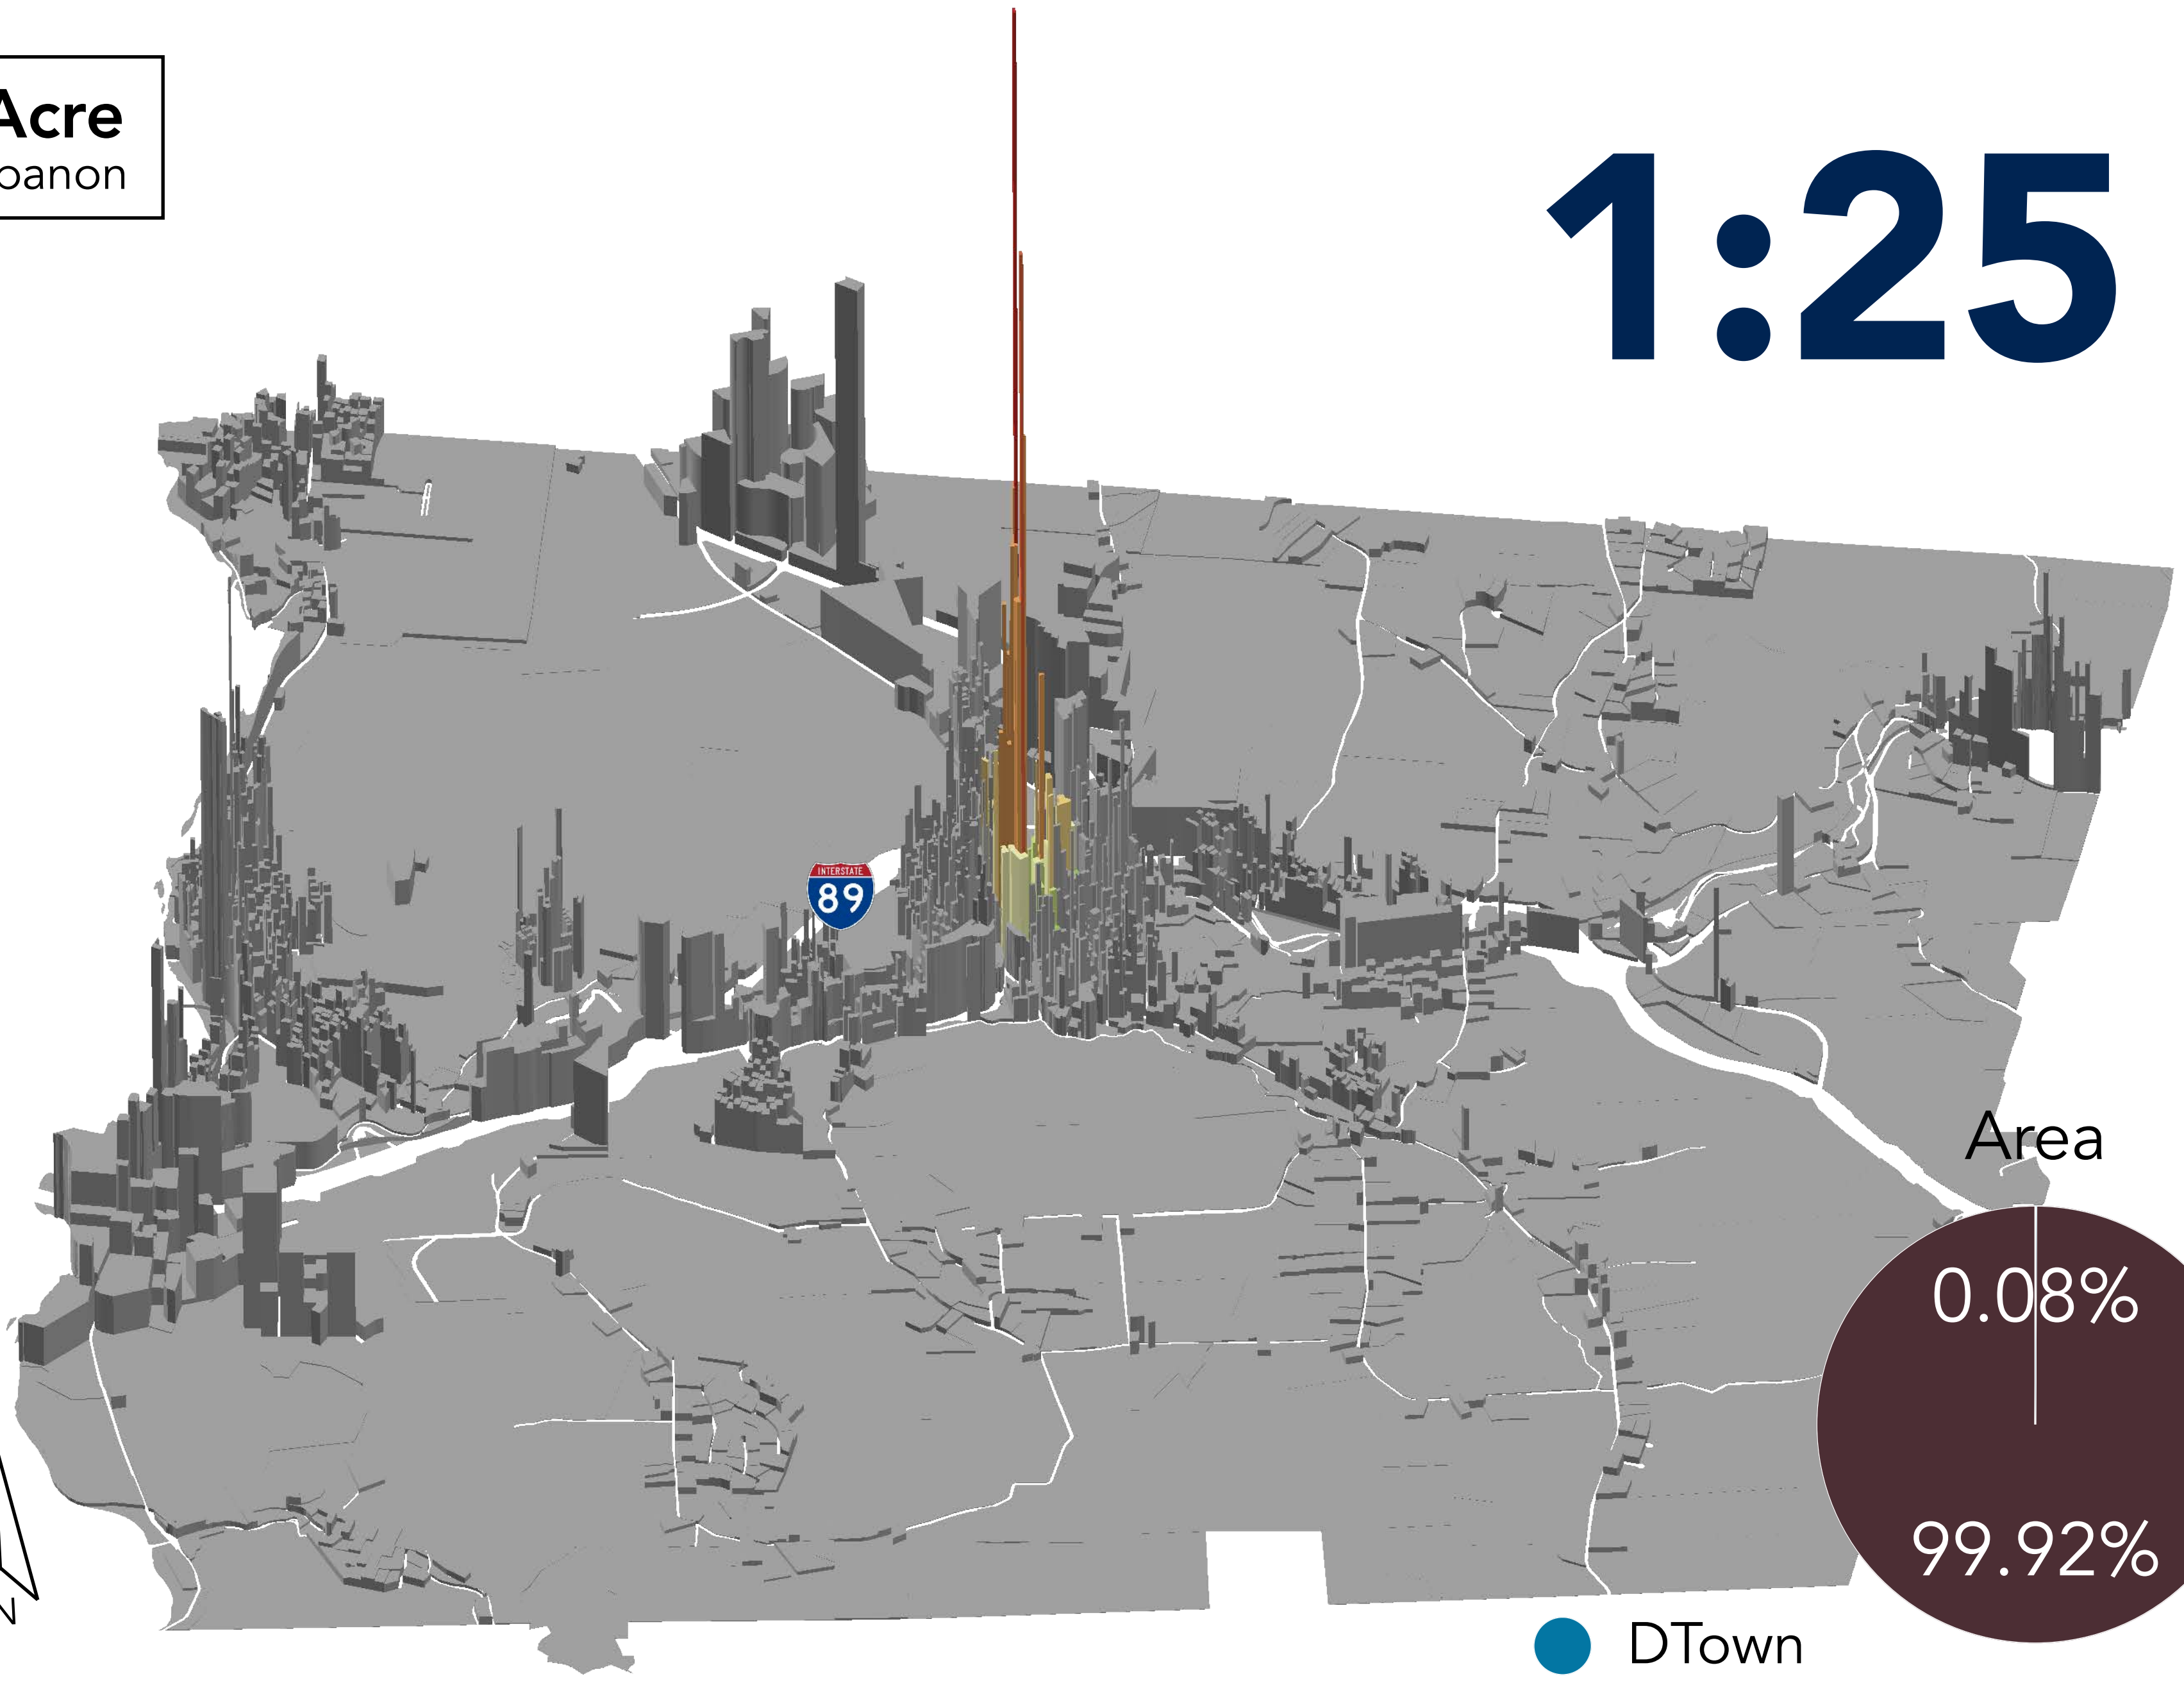 Acre
banon
1:25
INTERSTATE
89
Area
0.08%
99.92%
DTown
N